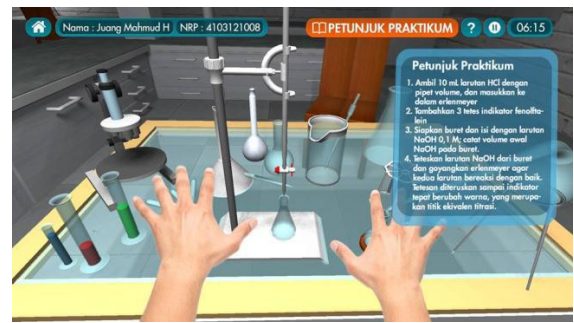 Nama : Juang Mahmud H
NRP : 4103121008
PETUNJUK PRAKTIKUM
?
06:15
Petunjuk Praktikum
1. Ambil 10 mL larutan HCl dengan
pipet volume, dan masukkan ke
dalam erlenmeyer
2. Tambahkan 3 tetes indikator fenolfta-
lein
3. Siapkan buret dan isi dengan larutan
NaOH 0,1 M; catat volume awal
NaOH pada buret.
4. Teteskan larutan NaOH dari buret
dan goyangkan erlenmeyer agar
kedua larutan bereaksi dengan baik.
Tetesan diteruskan sampai indikator
tepat berubah warna, yang merupa-
kan titik ekivalen titrasi.